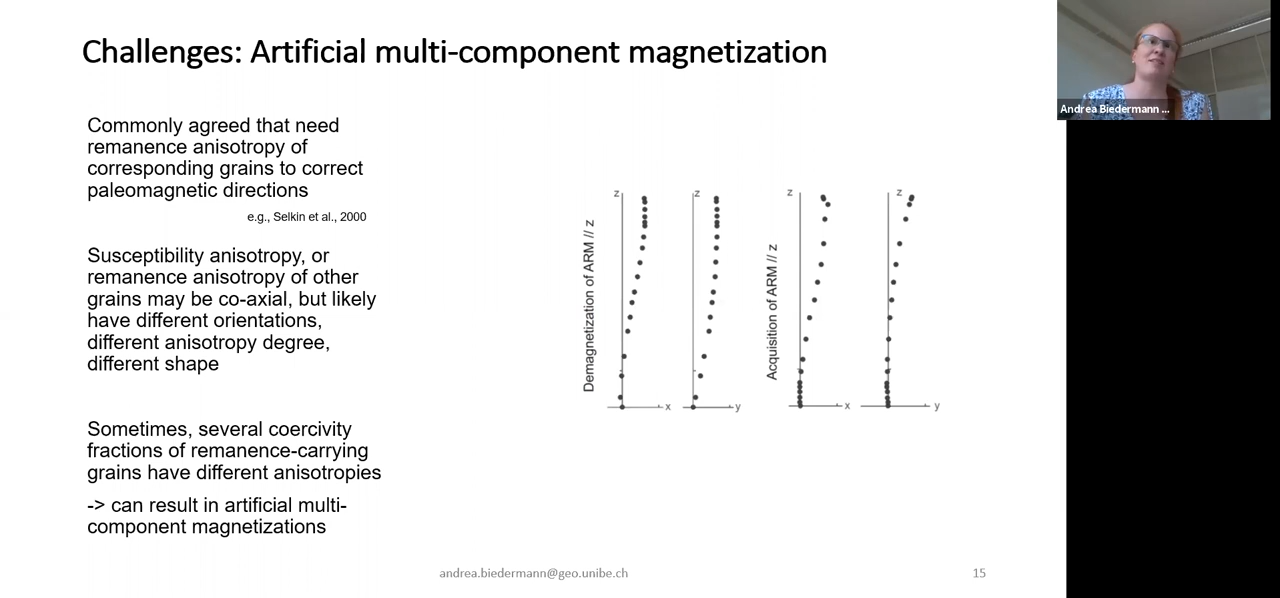 Challenges: Artificial multi-component magnetization
Andrea Biedermann ...
Commonly agreed that need
remanence anisotropy of
corresponding grains to correct
paleomagnetic directions
e.g., Selkin et al., 2000
Susceptibility anisotropy, or
remanence anisotropy of other
grains may be co-axial, but likely
have different orientations,
different anisotropy degree,
different shape
Sometimes, several coercivity
fractions of remanence-carrying
grains have different anisotropies
-> can result in artificial multi-
component magnetizations
Demagnetization of ARM // z
z
x
z
y
Acquisition of ARM // z
z
x
z
y
andrea.biedermann@geo.unibe.ch
15